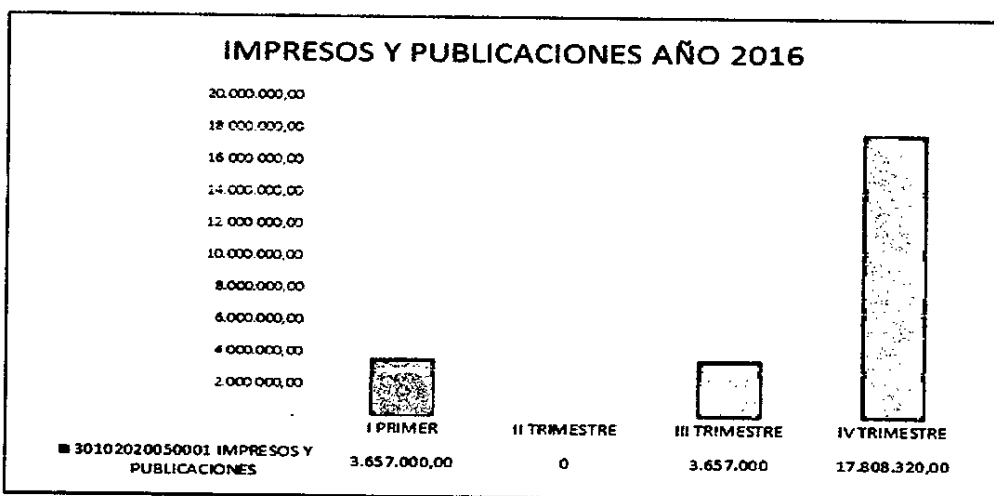 IMPRESOS Y PUBLICACIONES AÑO 2016
20.000.000,00
18 000.000,00
16 000 000,00
14.000.000,00
12 000 000,00
10.000.000,00
8.000.000,00
6.000.000,00
4 000.000,00
2.000 000,00
-
I PRIMER II TRIMESTRE III TRIMESTRE IV TRIMESTRE
30102020050001 IMPRESOS Y
PUBLICACIONES 3.657.000,00 0 3.657.000 17.808.320,00